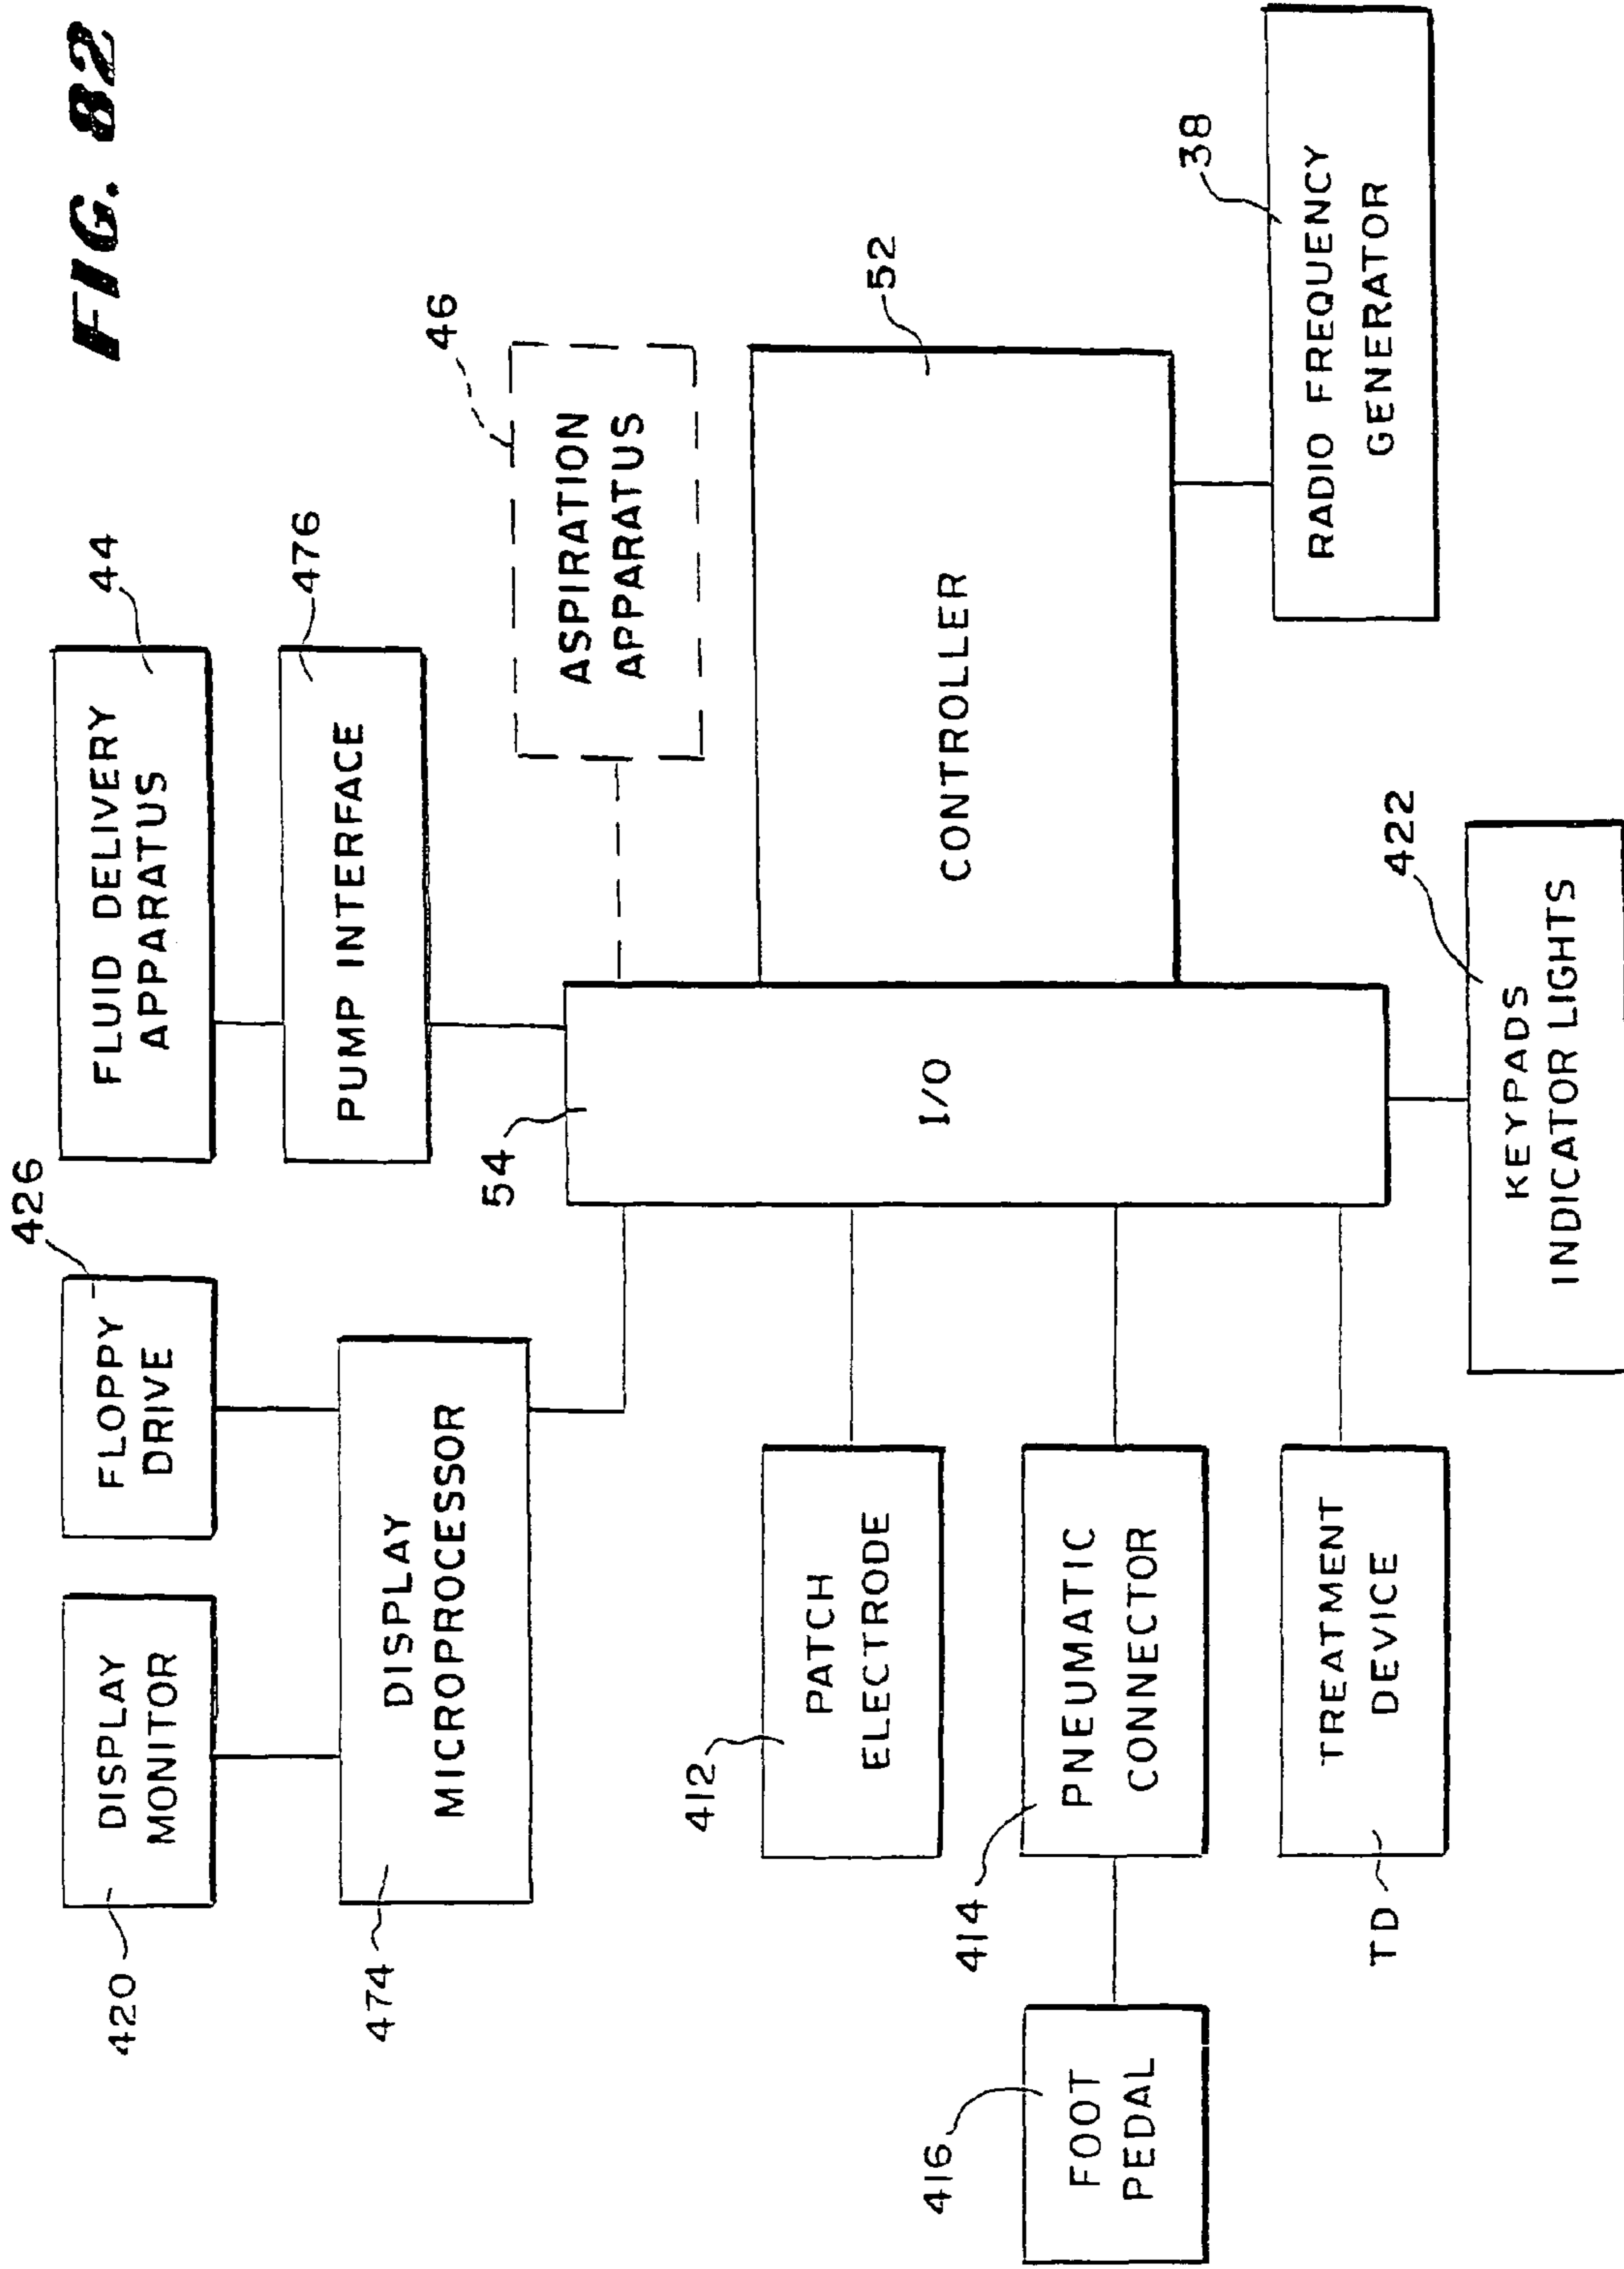 FIG. 82
420
DISPLAY
MONITOR
426
FLOPPY
DRIVE
44
FLUID DELIVERY
APPARATUS
474
DISPLAY
MICROPROCESSOR
476
PUMP INTERFACE
46
ASPIRATION
APPARATUS
54
I/O
52
CONTROLLER
412
PATCH
ELECTRODE
416
FOOT
PEDAL
414
PNEUMATIC
CONNECTOR
TD
TREATMENT
DEVICE
38
RADIO FREQUENCY
GENERATOR
422
KEYPADS
INDICATOR LIGHTS